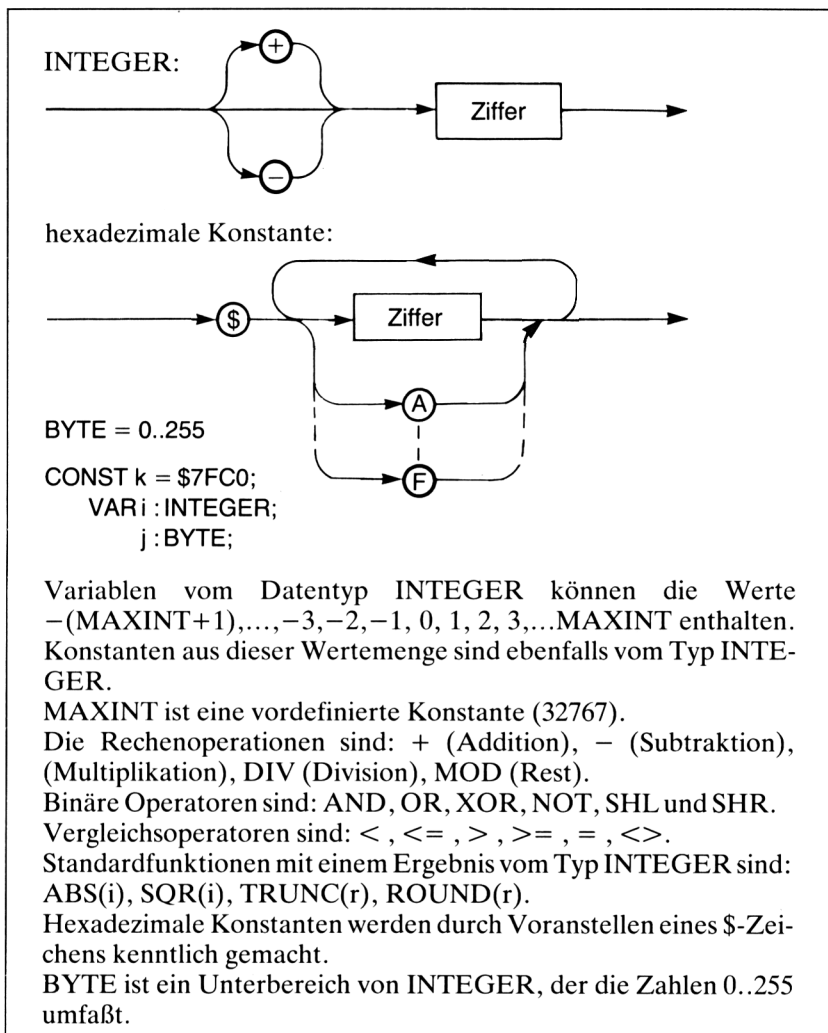 INTEGER:
+
Ziffer
−
hexadezimale Konstante:
$
Ziffer
A
F
BYTE = 0..255
CONST k = $7FC0;
VAR i : INTEGER;
j : BYTE;
Variablen vom Datentyp INTEGER können die Werte
−(MAXINT+1),...,−3,−2,−1, 0, 1, 2, 3,...MAXINT enthalten.
Konstanten aus dieser Wertemenge sind ebenfalls vom Typ INTE-
GER.
MAXINT ist eine vordefinierte Konstante (32767).
Die Rechenoperationen sind: + (Addition), − (Subtraktion),
(Multiplikation), DIV (Division), MOD (Rest).
Binäre Operatoren sind: AND, OR, XOR, NOT, SHL und SHR.
Vergleichsoperatoren sind: < , <= , > , >= , = , <>.
Standardfunktionen mit einem Ergebnis vom Typ INTEGER sind:
ABS(i), SQR(i), TRUNC(r), ROUND(r).
Hexadezimale Konstanten werden durch Voranstellen eines $-Zei-
chens kenntlich gemacht.
BYTE ist ein Unterbereich von INTEGER, der die Zahlen 0..255
umfaßt.